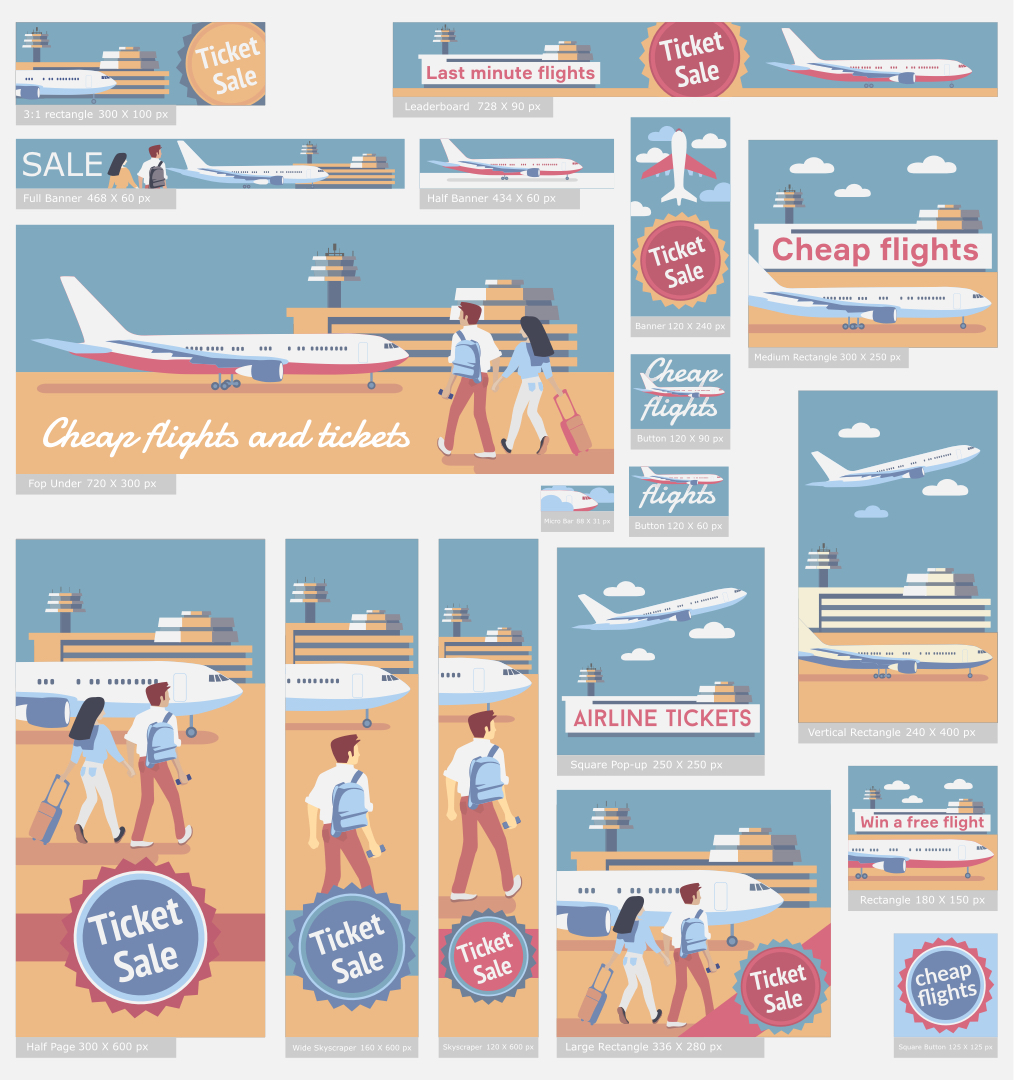 Ticket
Sale
3:1 rectangle 300 X 100 px
Last minute flights
Ticket
Sale
Leaderboard 728 X 90 px
SALE
Full Banner 468 X 60 px
Half Banner 434 X 60 px
Ticket
Sale
Banner 120 X 240 px
Cheap flights
Medium Rectangle 300 X 250 px
Cheap flights and tickets
Fop Under 720 X 300 px
Cheap
flights
Button 120 X 90 px
flights
Button 120 X 60 px
Micro Bar 88 X 31 px
Vertical Rectangle 240 X 400 px
Ticket
Sale
Half Page 300 X 600 px
Ticket
Sale
Wide Skyscraper 160 X 600 px
Ticket
Sale
Skyscraper 120 X 600 px
AIRLINE TICKETS
Square Pop-up 250 X 250 px
Ticket
Sale
Large Rectangle 336 X 280 px
Win a free flight
Rectangle 180 X 150 px
cheap
flights
Square Button 125 X 125 px